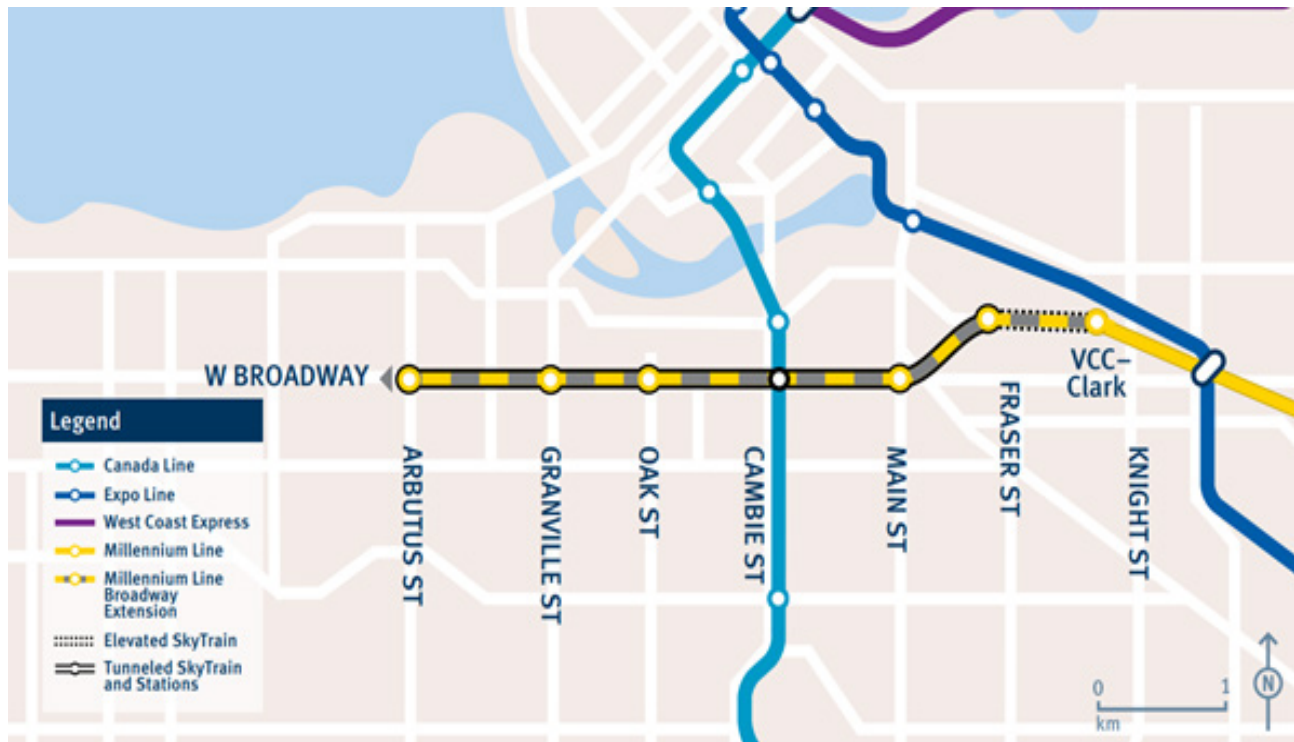 W BROADWAY
VCC–
Clark
Legend
Canada Line
Expo Line
West Coast Express
Millennium Line
Millennium Line
Broadway
Extension
Elevated SkyTrain
Tunneled SkyTrain
and Stations
ARBUTUS ST
GRANVILLE ST
OAK ST
CAMBIE ST
MAIN ST
FRASER ST
KNIGHT ST
0 1
km
N